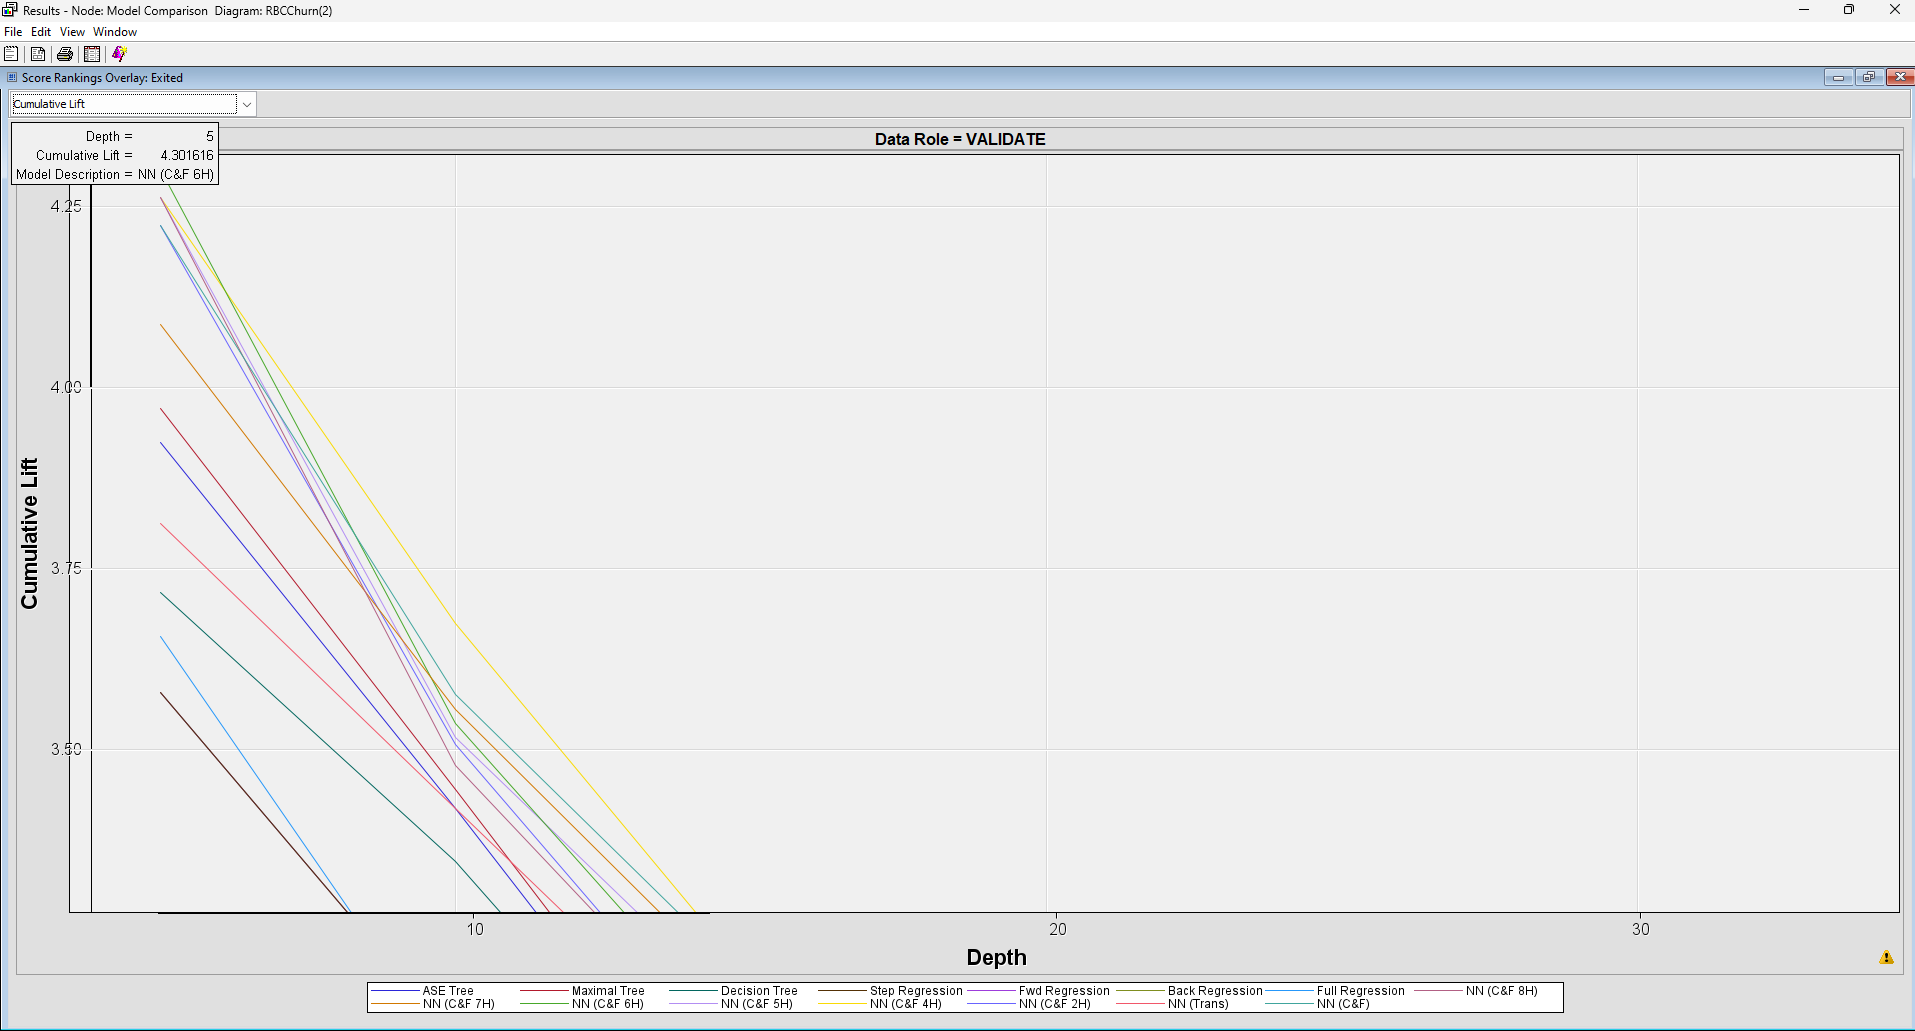 Results - Node: Model Comparison  Diagram: RBCChurn(2)
File Edit View Window
Score Rankings Overlay: Exited
Cumulative Lift
Depth = 5
Cumulative Lift = 4.301616
Model Description = NN (C&F 6H)
Data Role = VALIDATE
4.25
4.00
3.75
3.50
Cumulative Lift
10 20 30
Depth
ASE Tree Maximal Tree Decision Tree Step Regression Fwd Regression Back Regression Full Regression NN (C&F 8H)
NN (C&F 7H) NN (C&F 6H) NN (C&F 5H) NN (C&F 4H) NN (C&F 2H) NN (Trans) NN (C&F)